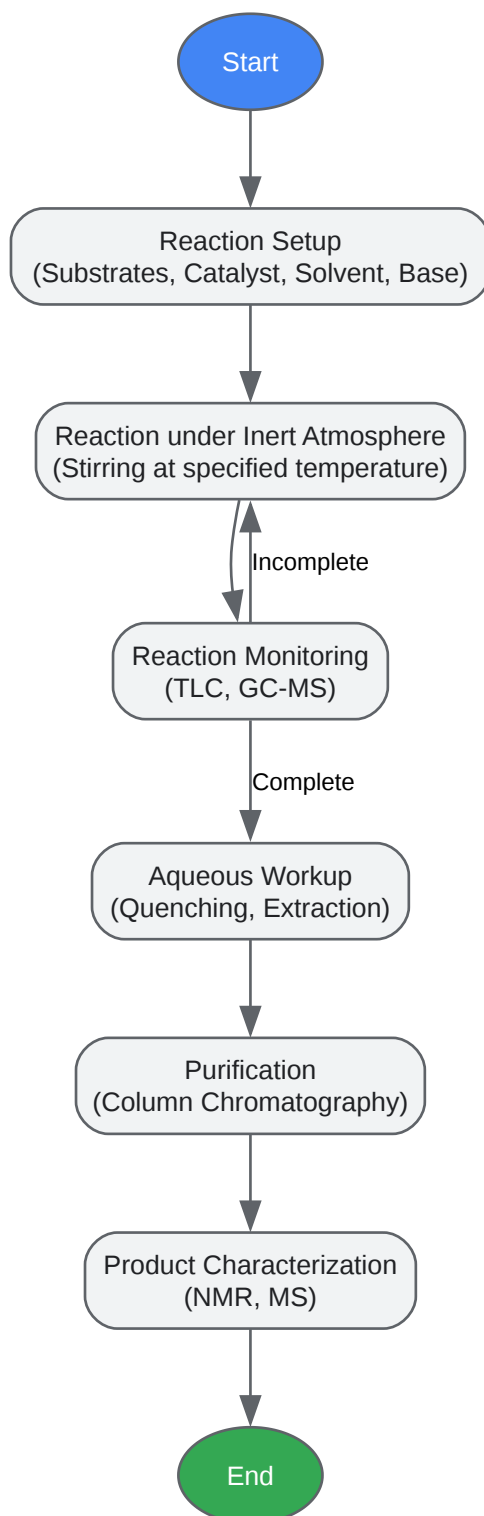 Start
Reaction Setup
(Substrates, Catalyst, Solvent, Base)
Reaction under Inert Atmosphere
(Stirring at specified temperature)
Incomplete
Reaction Monitoring
(TLC, GC-MS)
Complete
Aqueous Workup
(Quenching, Extraction)
Purification
(Column Chromatography)
Product Characterization
(NMR, MS)
End